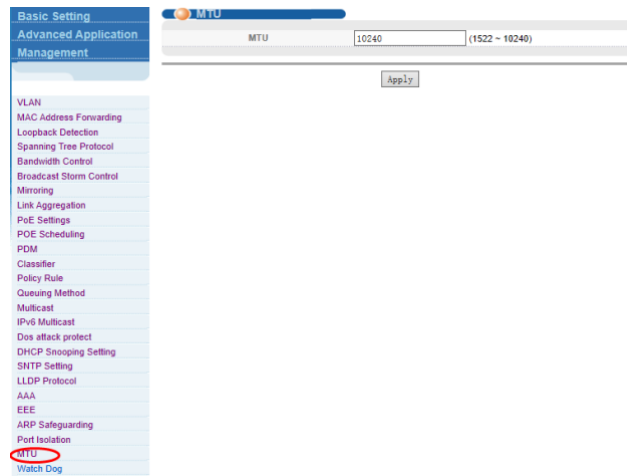 Basic Setting
Advanced Application
Management
VLAN
MAC Address Forwarding
Loopback Detection
Spanning Tree Protocol
Bandwidth Control
Broadcast Storm Control
Mirroring
Link Aggregation
PoE Settings
POE Scheduling
PDM
Classifier
Policy Rule
Queuing Method
Multicast
IPv6 Multicast
Dos attack protect
DHCP Snooping Setting
SNTP Setting
LLDP Protocol
AAA
EEE
ARP Safeguarding
Port Isolation
MTU
Watch Dog
MTU
MTU 10240 (1522 ~ 10240)
Apply